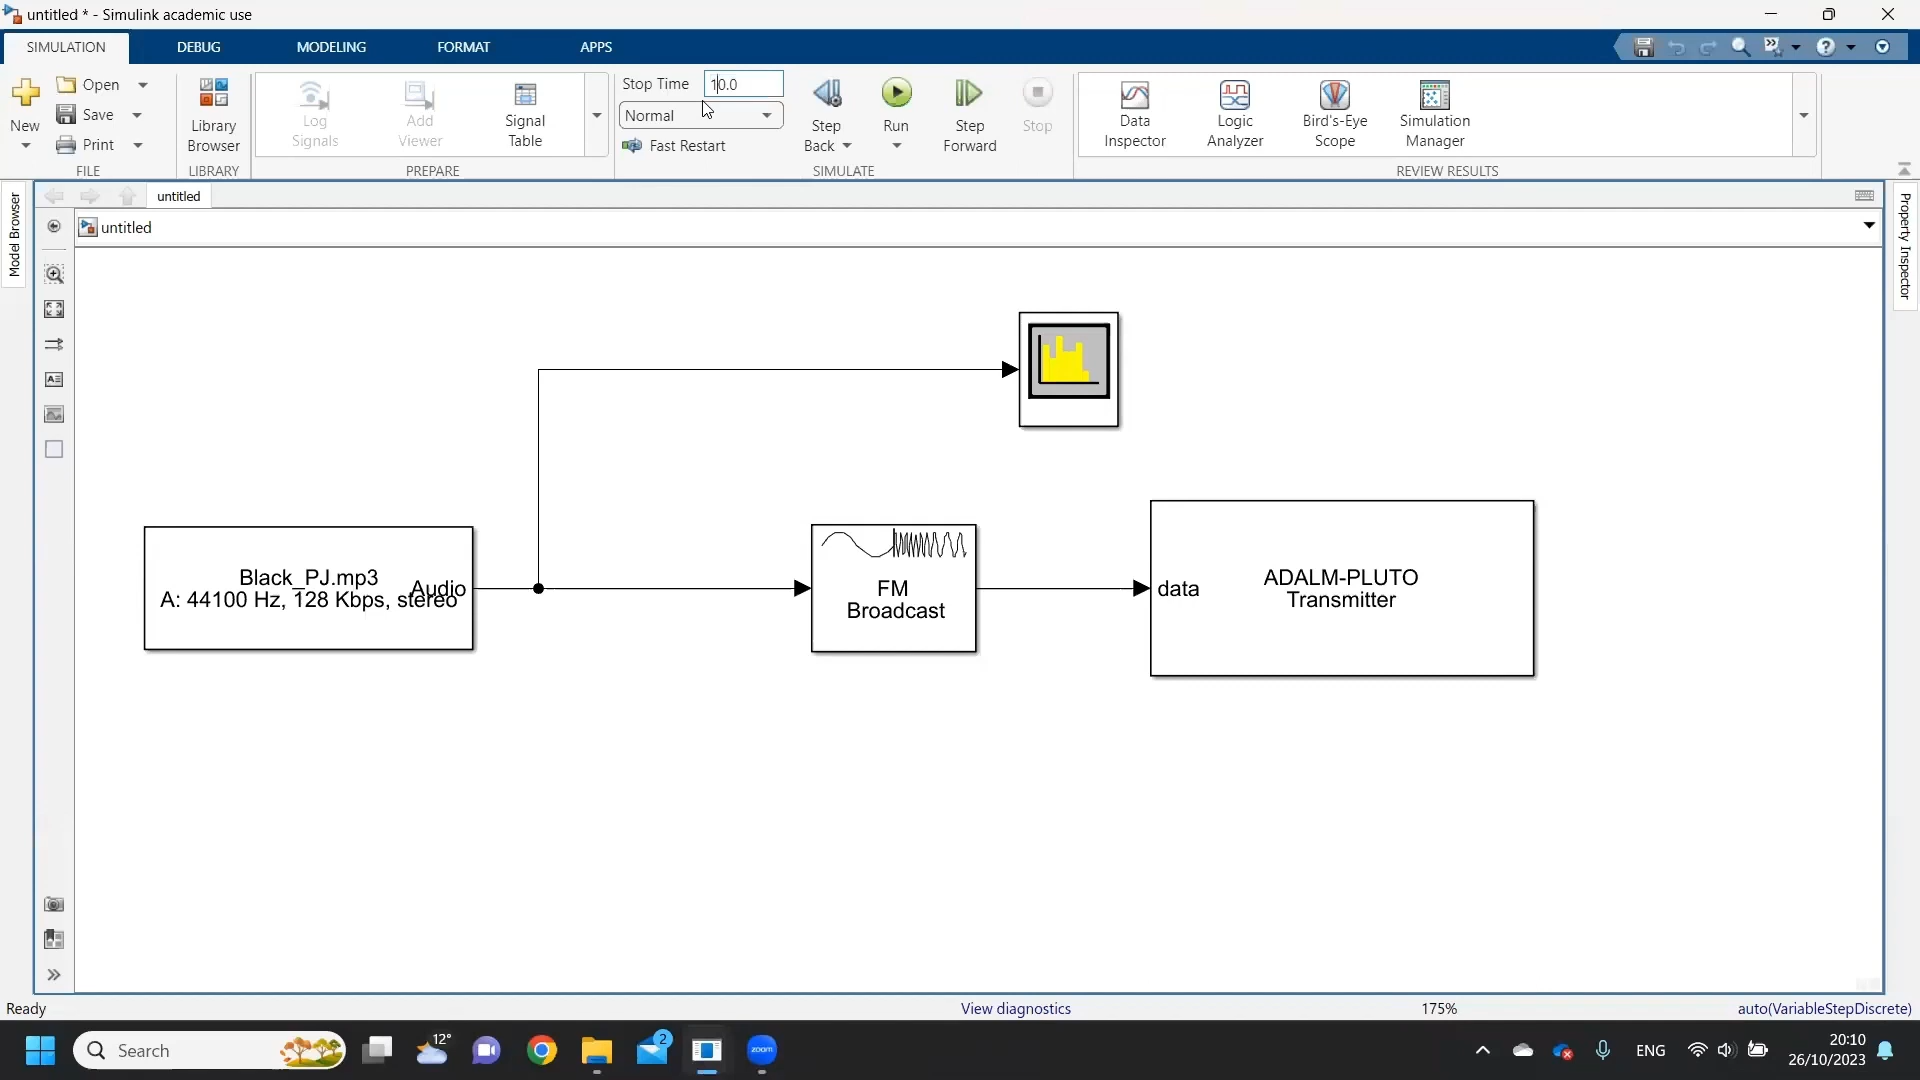 untitled * - Simulink academic use
SIMULATION
DEBUG
MODELING
FORMAT
APPS
New
Open
Save
Print
FILE
Library
Browser
LIBRARY
Log
Signals
Add
Viewer
Signal
Table
PREPARE
Stop Time
10.0
Normal
Fast Restart
Step
Back
Run
Step
Forward
Stop
SIMULATE
Data
Inspector
Logic
Analyzer
Bird's-Eye
Scope
Simulation
Manager
REVIEW RESULTS
Model Browser
untitled
untitled
Property Inspector
Black_PJ.mp3
A: 44100 Hz, 128 Kbps, stereo
Audio
FM
Broadcast
data
ADALM-PLUTO
Transmitter
Ready
View diagnostics
175%
auto(VariableStepDiscrete)
Search
12°
2
zoom
ENG
20:10
26/10/2023